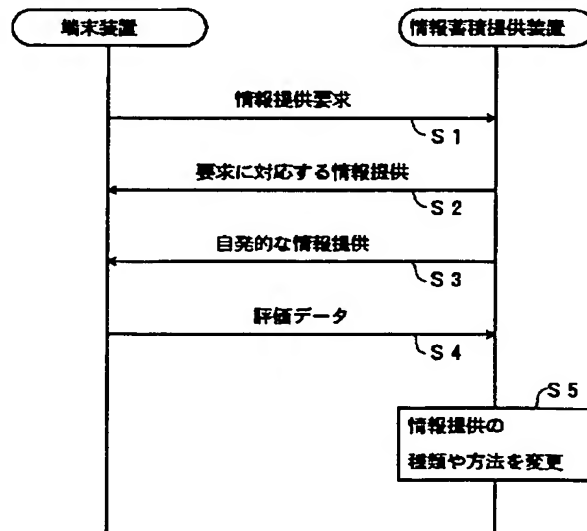 端末装置
情報蓄積提供装置
情報提供要求
S1
要求に対応する情報提供
S2
自発的な情報提供
S3
評価データ
S4
S5
情報提供の
種類や方法を変更